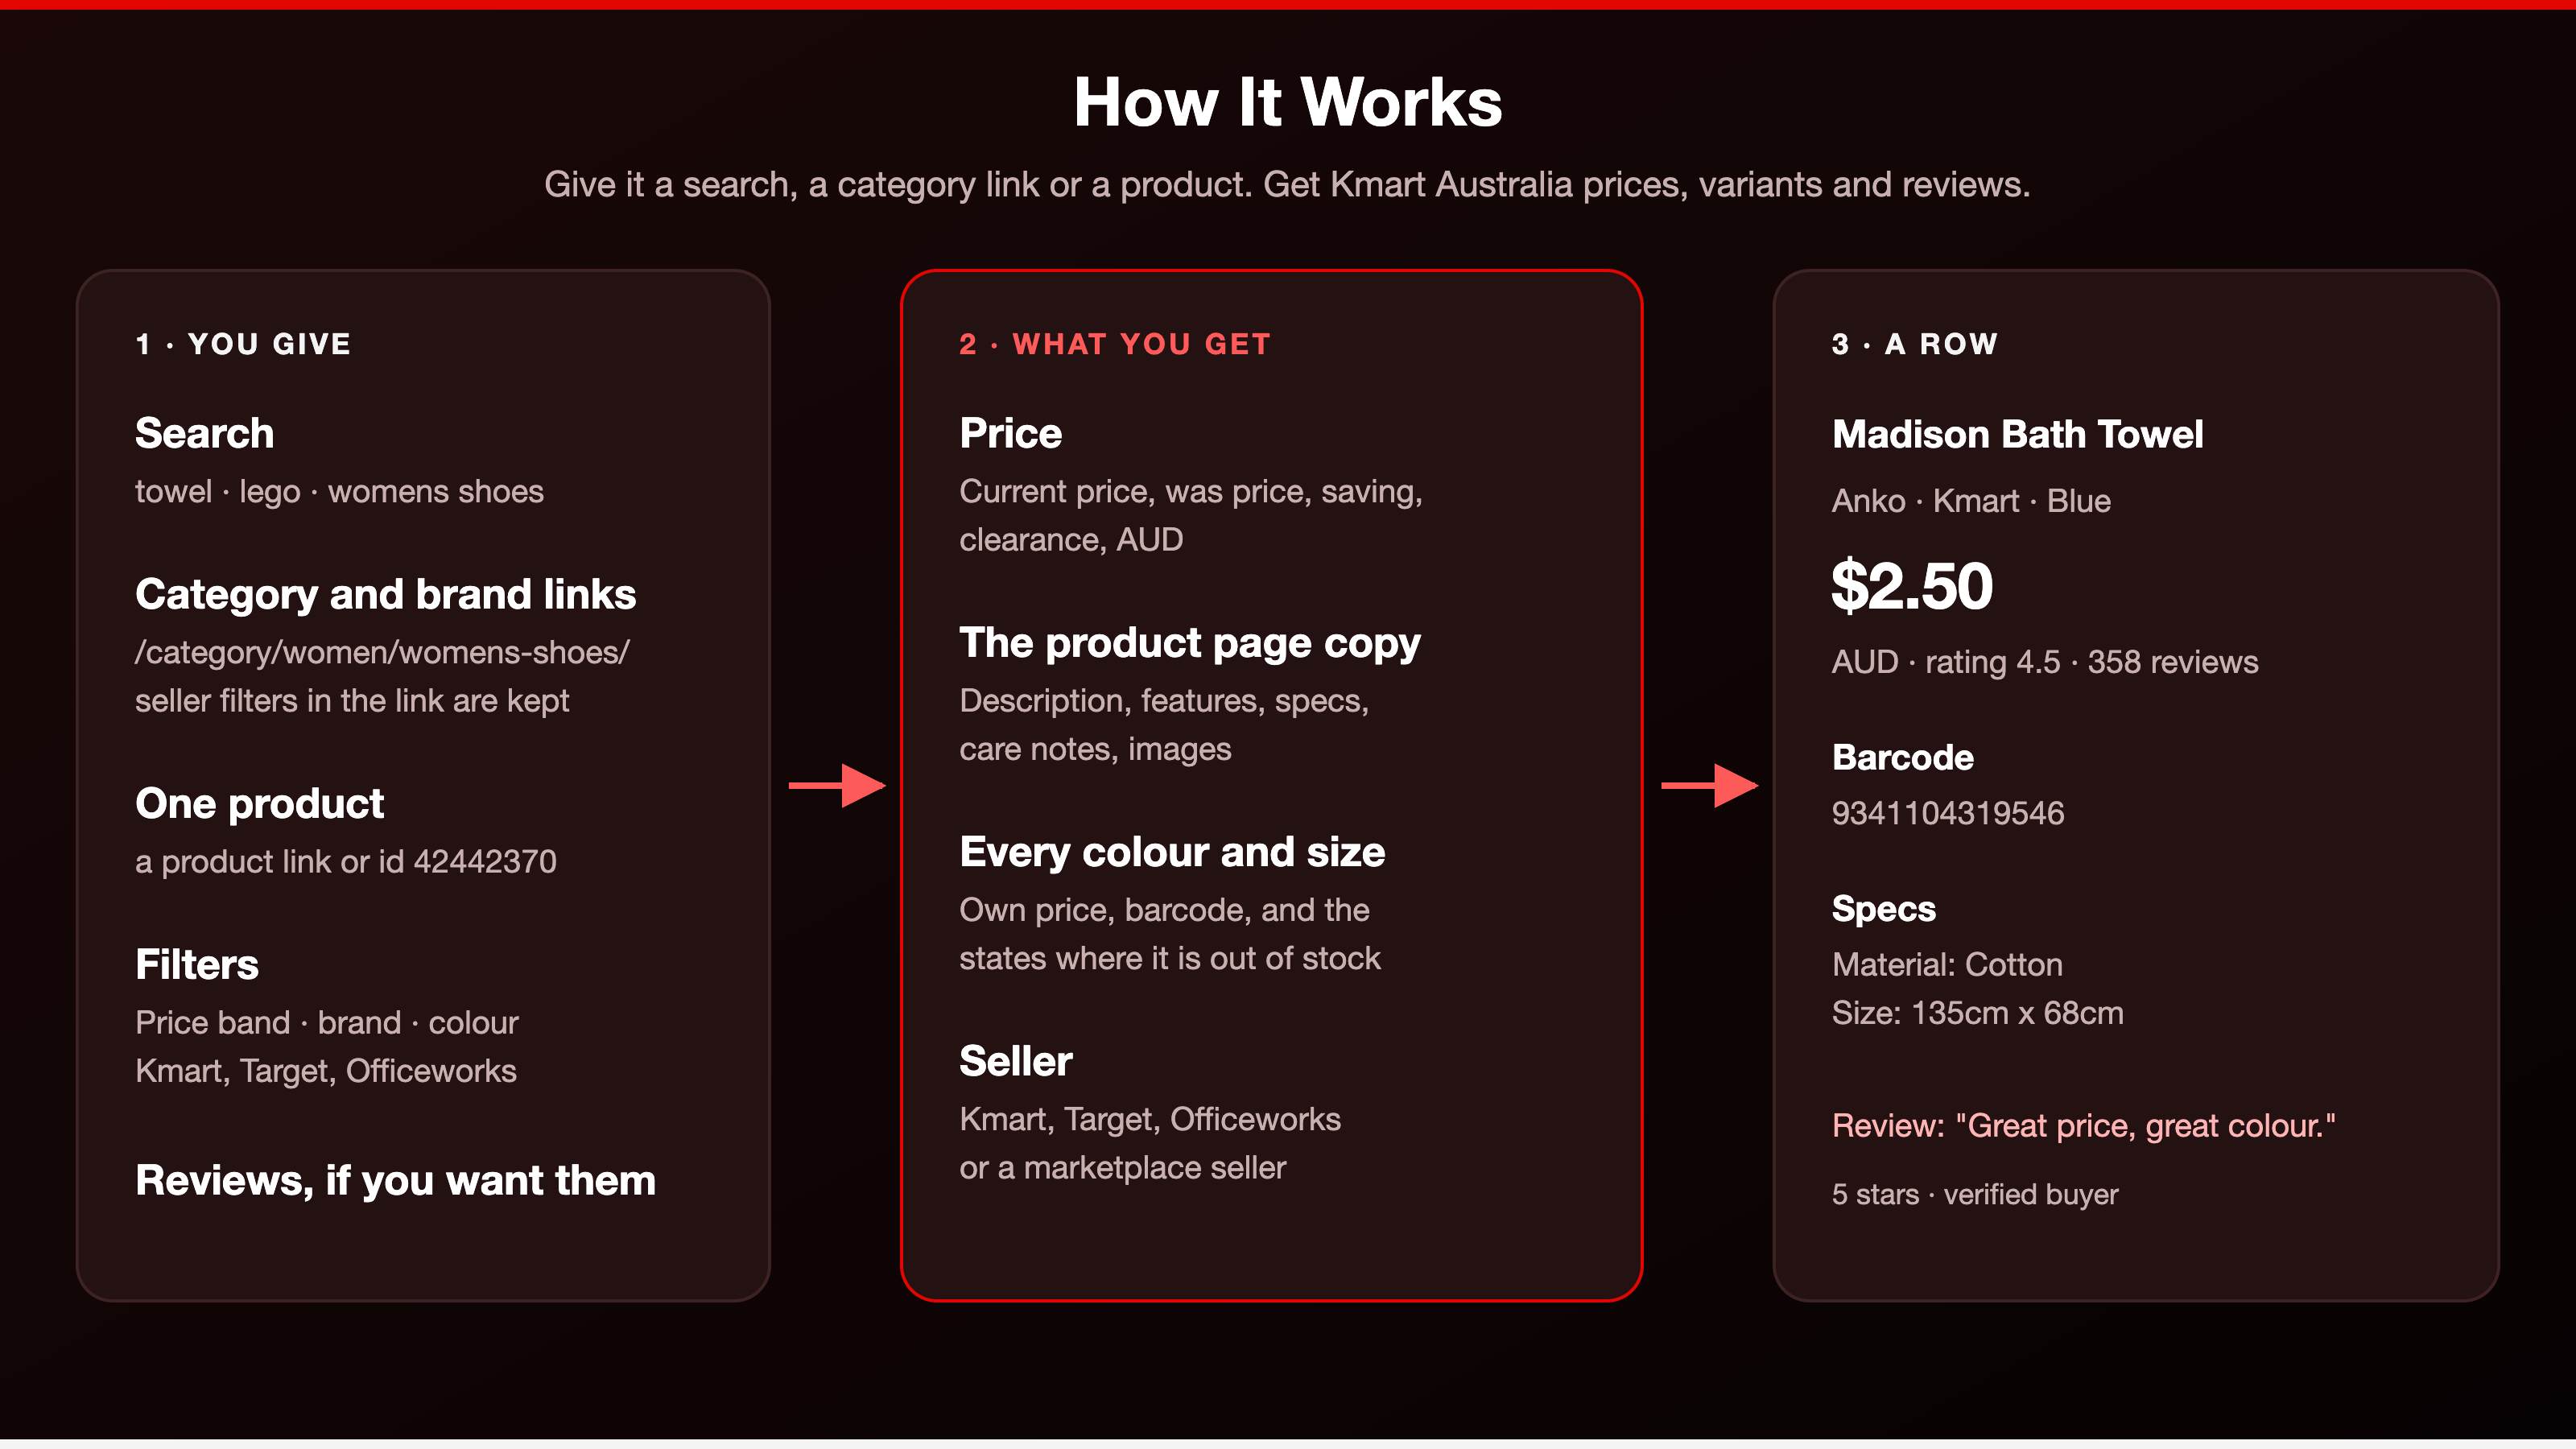 How It Works
Give it a search, a category link or a product. Get Kmart Australia prices, variants and reviews.
1 · YOU GIVE
Search
towel · lego · womens shoes
Category and brand links
/category/women/womens-shoes/
seller filters in the link are kept
One product
a product link or id 42442370
Filters
Price band · brand · colour
Kmart, Target, Officeworks
Reviews, if you want them
2 · WHAT YOU GET
Price
Current price, was price, saving,
clearance, AUD
The product page copy
Description, features, specs,
care notes, images
Every colour and size
Own price, barcode, and the
states where it is out of stock
Seller
Kmart, Target, Officeworks
or a marketplace seller
3 · A ROW
Madison Bath Towel
Anko · Kmart · Blue
$2.50
AUD · rating 4.5 · 358 reviews
Barcode
9341104319546
Specs
Material: Cotton
Size: 135cm x 68cm
Review: "Great price, great colour."
5 stars · verified buyer